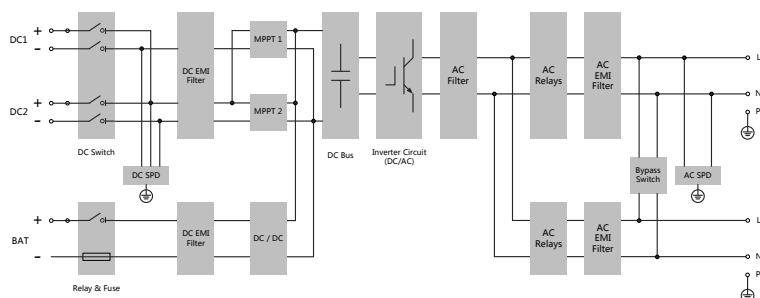 DC1
+
−
DC2
+
−
DC Switch
DC SPD
DC EMI
Filter
MPPT 1
MPPT 2
DC Bus
Inverter Circuit
(DC/AC)
AC
Filter
AC
Relays
AC
EMI
Filter
L
N
P
Bypass
Switch
AC SPD
BAT
+
−
Relay & Fuse
DC EMI
Filter
DC / DC
AC
Relays
AC
EMI
Filter
L
N
P